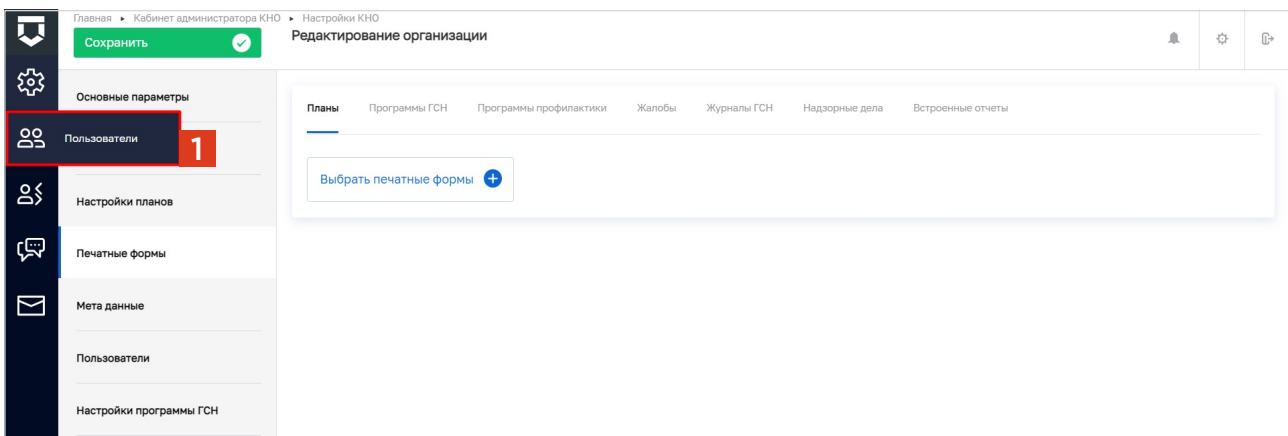 Главная ▸ Кабинет администратора КНО ▸ Настройки КНО
Сохранить
Редактирование организации
Основные параметры
Пользователи
1
Настройки планов
Печатные формы
Мета данные
Пользователи
Настройки программы ГСН
Планы Программы ГСН Программы профилактики Жалобы Журналы ГСН Надзорные дела Встроенные отчеты
Выбрать печатные формы